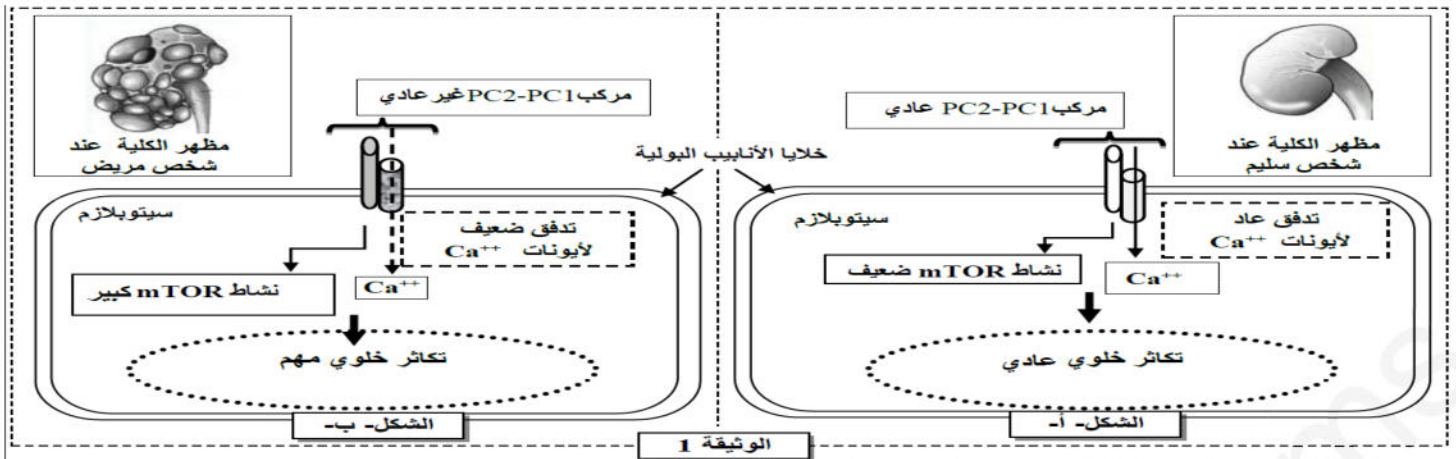 مظهر الكلية عند
شخص سليم
مركب PC2-PC1 عادي
خلايا الأنابيب البولية
سيتوبلازم
تدفق عاد
لأيونات Ca⁺⁺
نشاط mTOR ضعيف
Ca⁺⁺
تكاثر خلوي عادي
الشكل- أ-
مظهر الكلية عند
شخص مريض
مركب PC2-PC1 غير عادي
سيتوبلازم
تدفق ضعيف
لأيونات Ca⁺⁺
نشاط mTOR كبير
Ca⁺⁺
تكاثر خلوي مهم
الشكل- ب-
الوثيقة 1